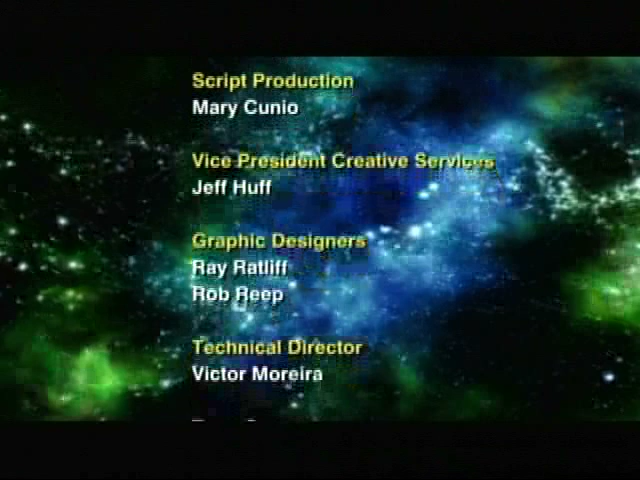 Script Production
Mary Cunio
Vice President Creative Services
Jeff Huff
Graphic Designers
Ray Ratliff
Rob Reep
Technical Director
Victor Moreira